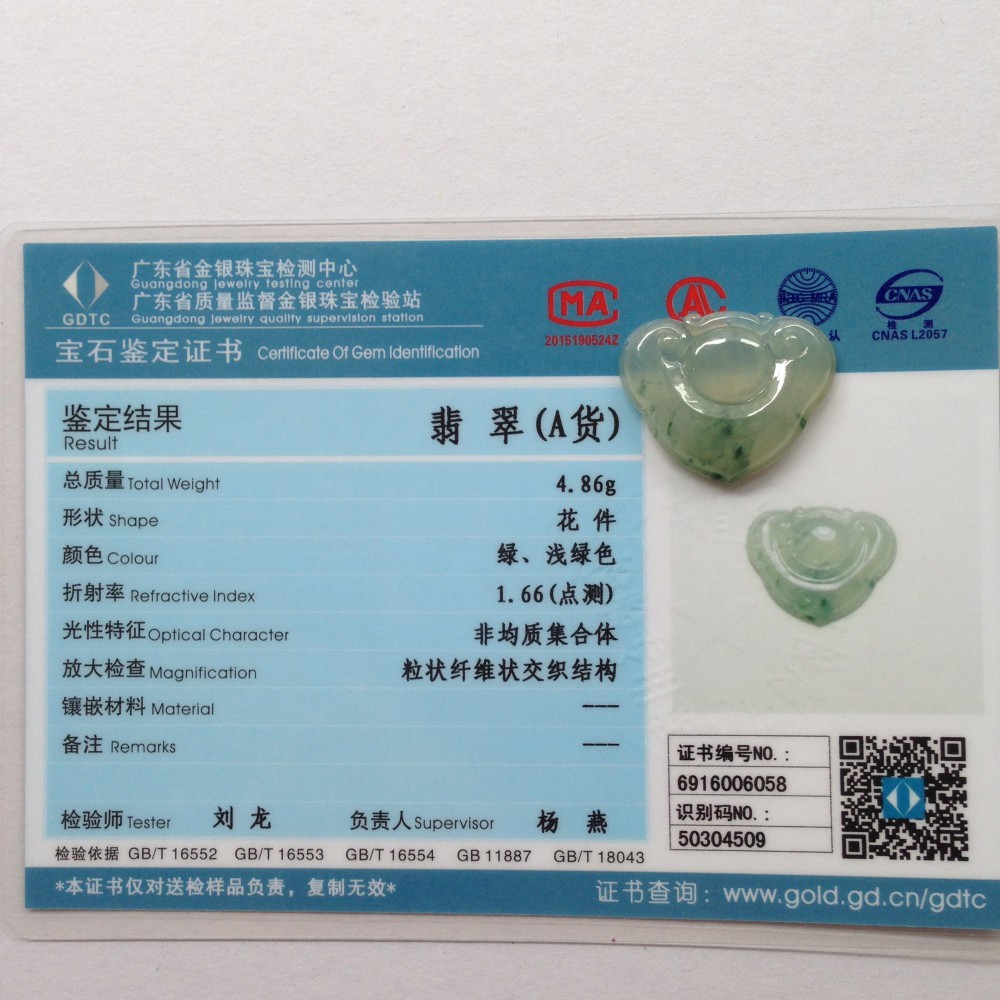 广东省金银珠宝检测中心
Guangdong jewelry testing center
广东省质量监督金银珠宝检验站
Guangdong jewelry quality supervision station
GDTC
宝石鉴定证书 Certificate Of Gem Identification
MA
2015190524Z
AL
ilac-MRA
认
CNAS
检 测
CNAS L2057
鉴定结果 翡 翠(A货)
Result
总质量 Total Weight 4.86g
形状 Shape 花 件
颜色 Colour 绿、浅绿色
折射率 Refractive Index 1.66(点测)
光性特征 Optical Character 非均质集合体
放大检查 Magnification 粒状纤维状交织结构
镶嵌材料 Material ---
备注 Remarks ---
检验师 Tester 刘 龙 负责人 Supervisor 杨 燕
证书编号NO.:
6916006058
识别码NO.:
50304509
检验依据 GB/T 16552 GB/T 16553 GB/T 16554 GB 11887 GB/T 18043
*本证书仅对送检样品负责，复制无效*
证书查询：www.gold.gd.cn/gdtc